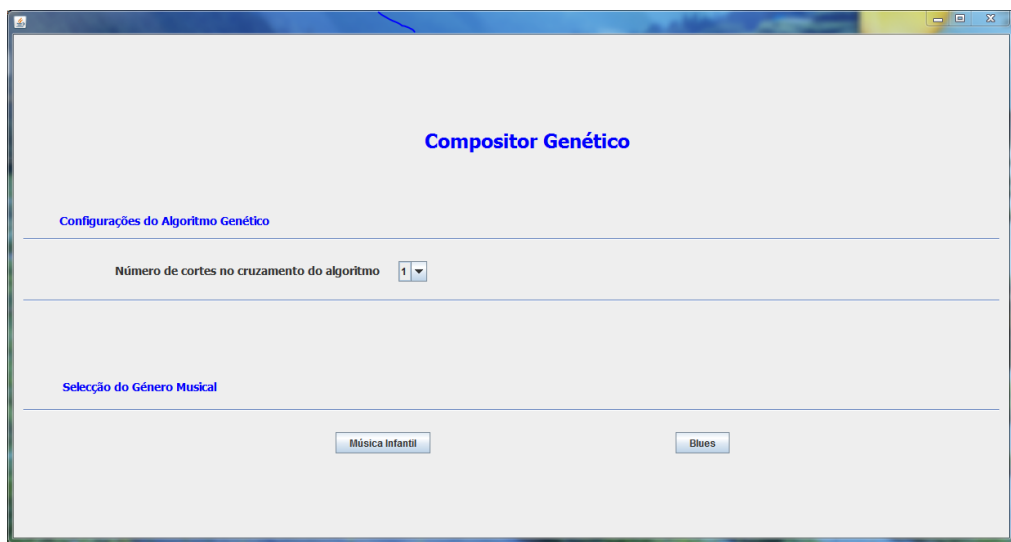 Compositor Genético
Configurações do Algoritmo Genético
Número de cortes no cruzamento do algoritmo 1
Selecção do Género Musical
Música Infantil Blues